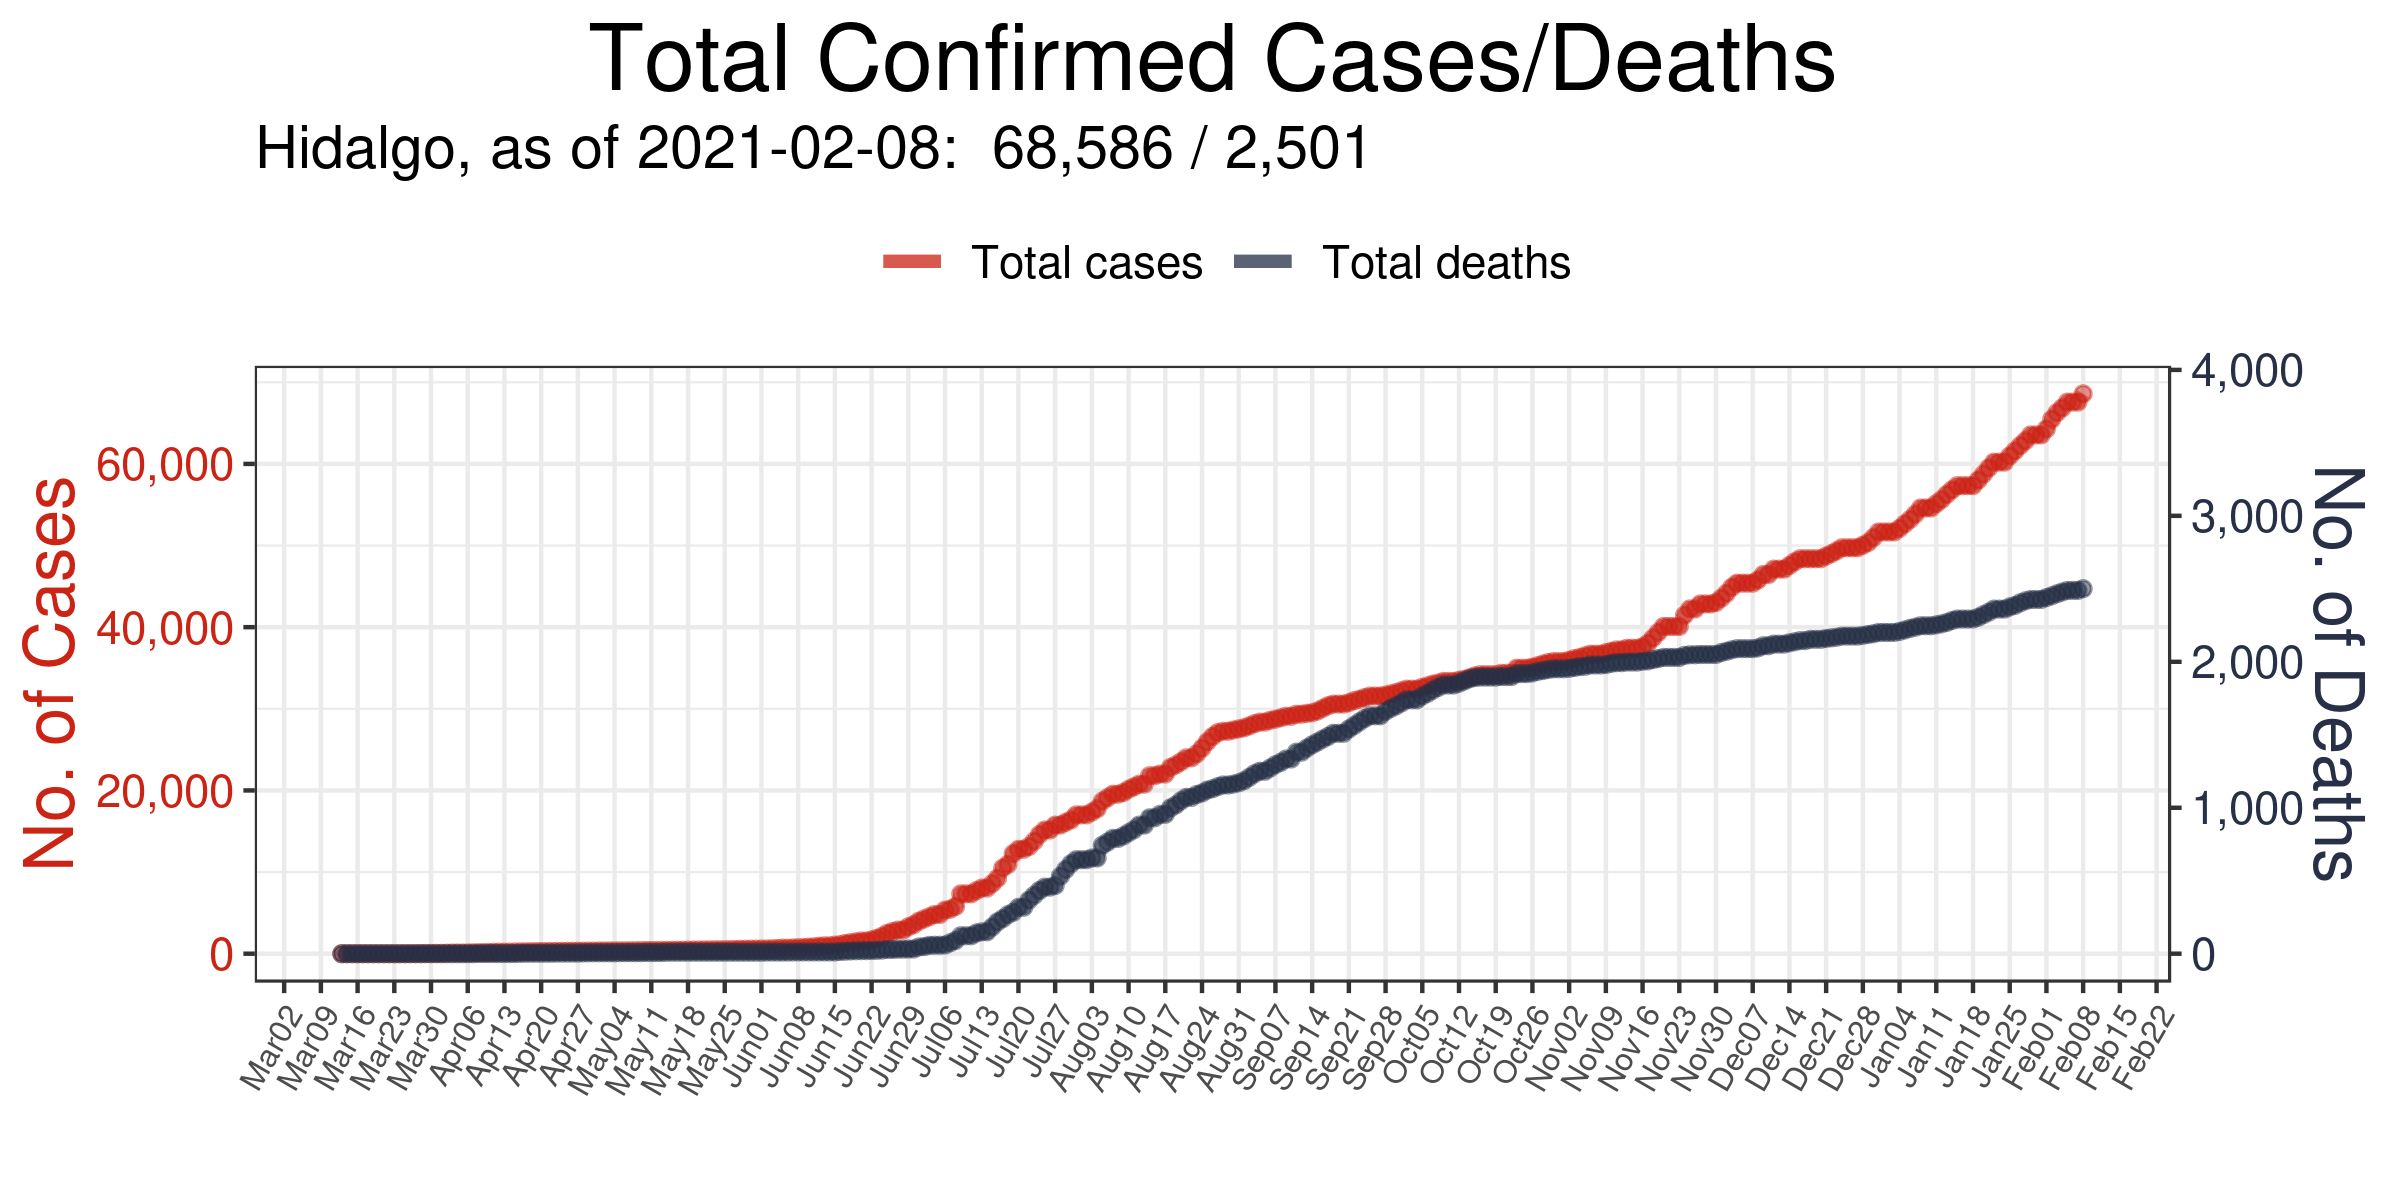 Total Confirmed Cases/Deaths
Hidalgo, as of 2021-02-08:  68,586 / 2,501
Total cases
Total deaths
No. of Cases
60,000
40,000
20,000
0
4,000
3,000
2,000
1,000
0
No. of Deaths
Mar02
Mar09
Mar16
Mar23
Mar30
Apr06
Apr13
Apr20
Apr27
May04
May11
May18
May25
Jun01
Jun08
Jun15
Jun22
Jun29
Jul06
Jul13
Jul20
Jul27
Aug03
Aug10
Aug17
Aug24
Aug31
Sep07
Sep14
Sep21
Sep28
Oct05
Oct12
Oct19
Oct26
Nov02
Nov09
Nov16
Nov23
Nov30
Dec07
Dec14
Dec21
Dec28
Jan04
Jan11
Jan18
Jan25
Feb01
Feb08
Feb15
Feb22